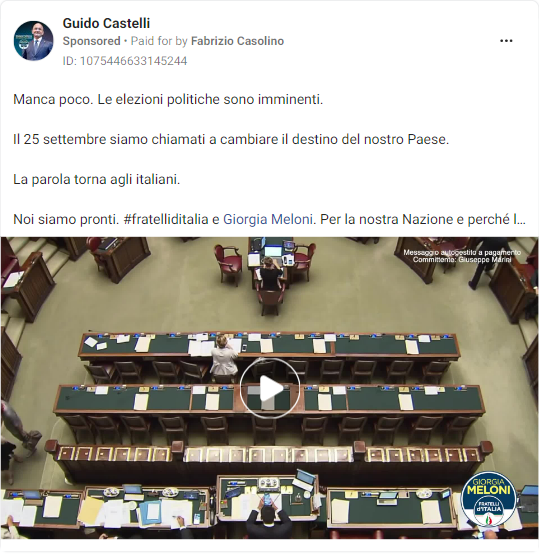 Guido Castelli
Sponsored • Paid for by Fabrizio Casolino
ID: 1075446633145244
Manca poco. Le elezioni politiche sono imminenti.
Il 25 settembre siamo chiamati a cambiare il destino del nostro Paese.
La parola torna agli italiani.
Noi siamo pronti. #fratelliditalia e Giorgia Meloni. Per la nostra Nazione e perché l...
Messaggio autogestito a pagamento
Committente: Giuseppe Marini
GIORGIA
MELONI
FRATELLI
d'ITALIA